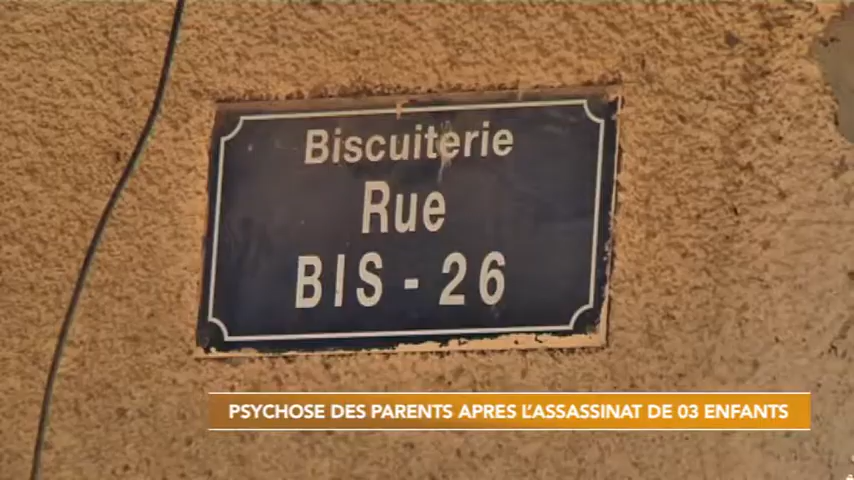 Biscuiterie
Rue
BIS - 26
PSYCHOSE DES PARENTS APRES L'ASSASSINAT DE 03 ENFANTS